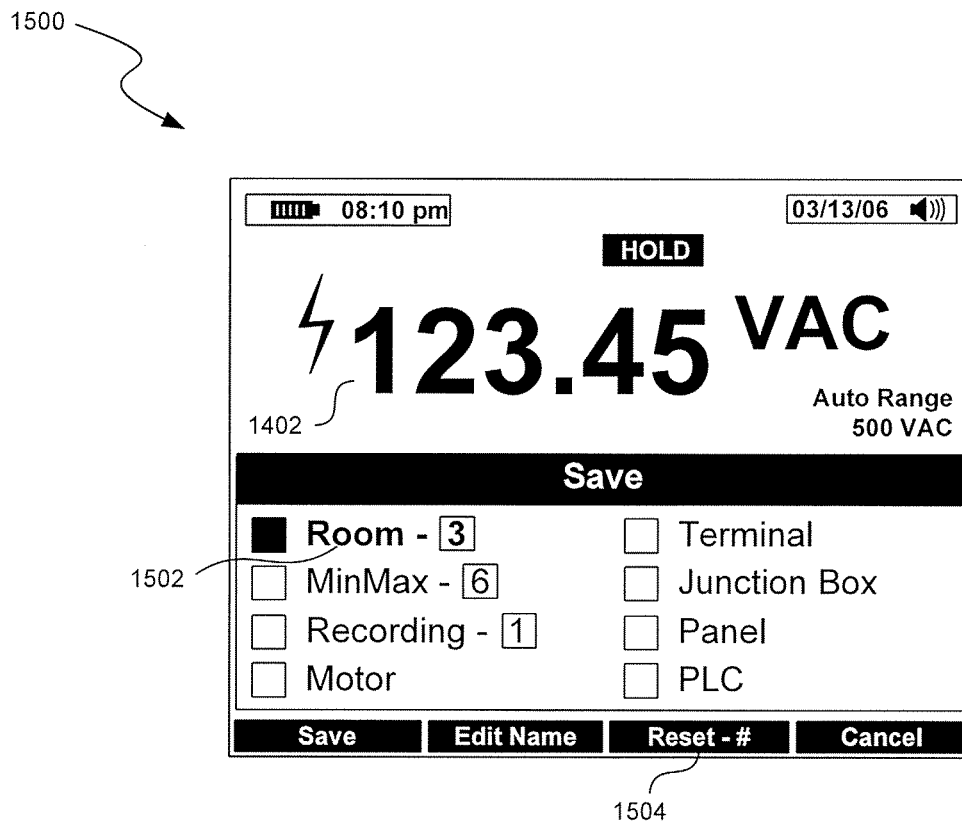 1500
08:10 pm
03/13/06
HOLD
123.45 VAC
1402
Auto Range
500 VAC
Save
Room - 3
Terminal
1502
MinMax - 6
Junction Box
Recording - 1
Panel
Motor
PLC
Save
Edit Name
Reset - #
Cancel
1504